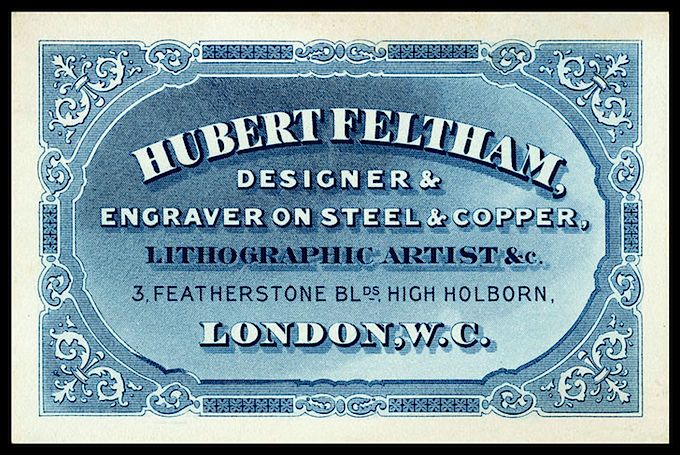 HUBERT FELTHAM,
DESIGNER &
ENGRAVER ON STEEL & COPPER,
LITHOGRAPHIC ARTIST &c.
3, FEATHERSTONE BLDS. HIGH HOLBORN,
LONDON, W.C.